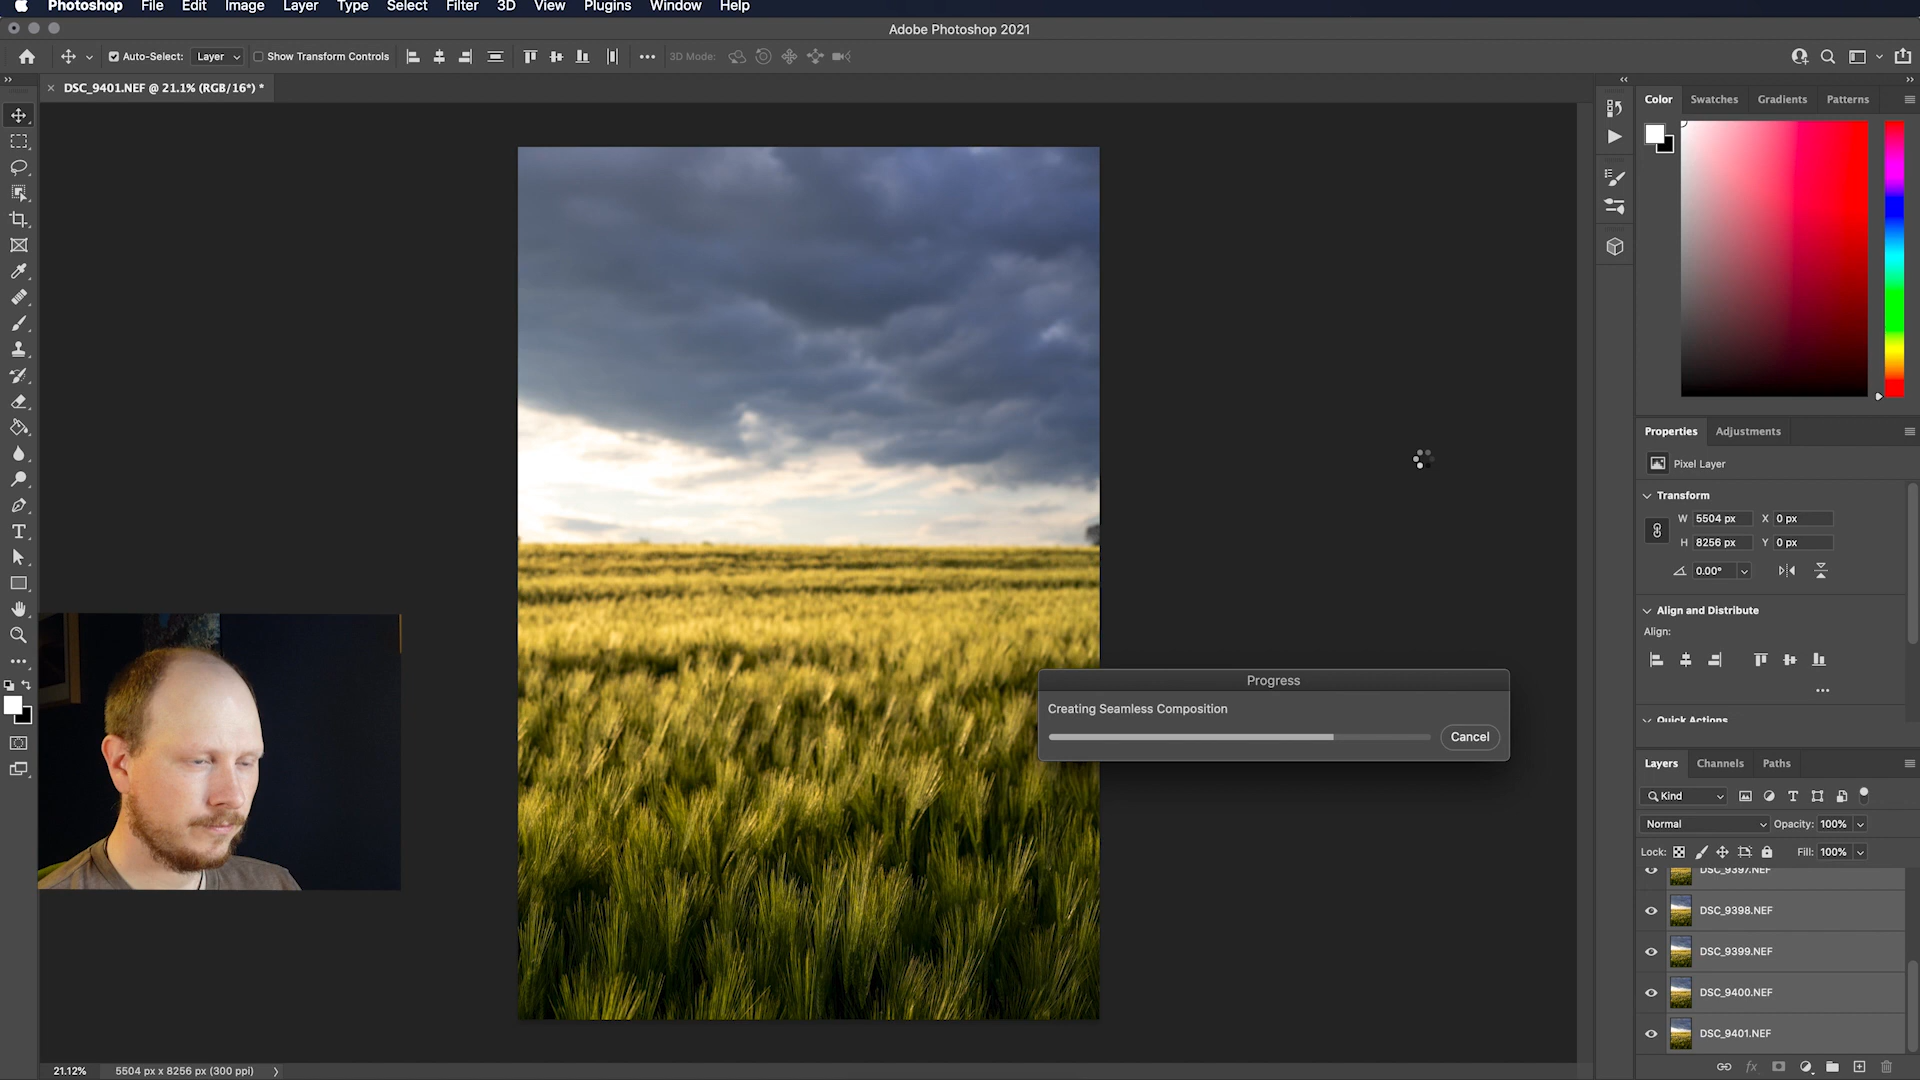 Photoshop File Edit Image Layer Type Select Filter 3D View Plugins Window Help
Adobe Photoshop 2021
Auto-Select: Layer Show Transform Controls 3D Mode:
DSC_9401.NEF @ 21.1% (RGB/16*) *
Color Swatches Gradients Patterns
Properties Adjustments
Pixel Layer
Transform
W 5504 px X 0 px
H 8256 px Y 0 px
0.00°
Align and Distribute
Align:
Quick Actions
Progress
Creating Seamless Composition
Cancel
Layers Channels Paths
Kind
Normal Opacity: 100%
Lock: Fill: 100%
DSC_9397.NEF
DSC_9398.NEF
DSC_9399.NEF
DSC_9400.NEF
DSC_9401.NEF
21.12% 5504 px x 8256 px (300 ppi)